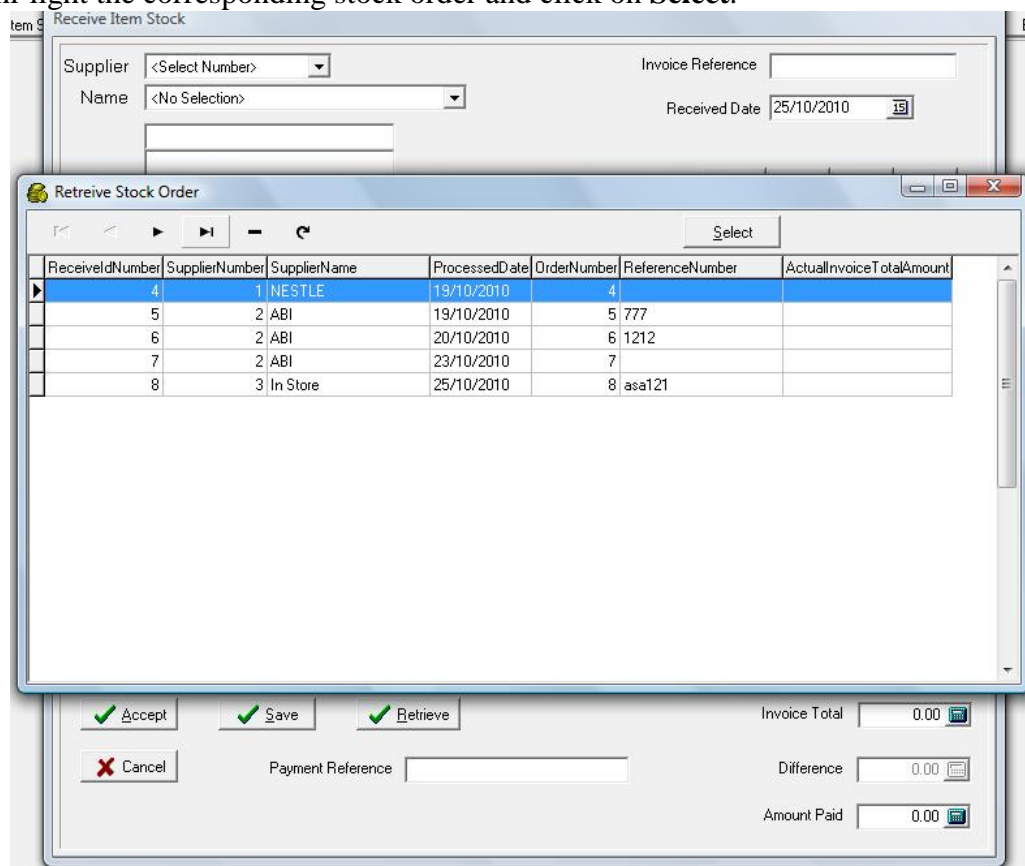 light the corresponding stock order and click on Select.
Receive Item Stock
Supplier <Select Number> Invoice Reference
Name <No Selection> Received Date 25/10/2010 15
Retreive Stock Order
Select
ReceiveIdNumber SupplierNumber SupplierName ProcessedDate OrderNumber ReferenceNumber ActualInvoiceTotalAmount
4 1 NESTLE 19/10/2010 4
5 2 ABI 19/10/2010 5 777
6 2 ABI 20/10/2010 6 1212
7 2 ABI 23/10/2010 7
8 3 In Store 25/10/2010 8 asa121
Accept Save Retrieve Invoice Total 0.00
Cancel Payment Reference Difference 0.00
Amount Paid 0.00